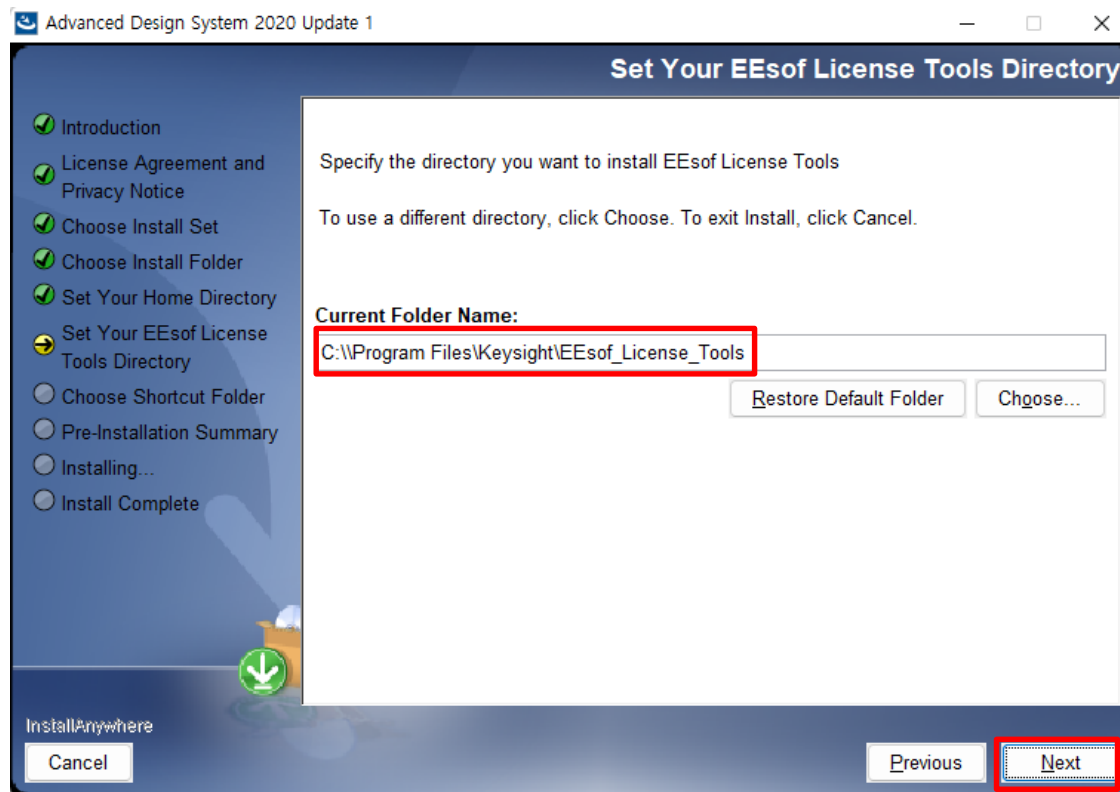 Advanced Design System 2020 Update 1
Set Your EEsof License Tools Directory
Introduction
License Agreement and
Privacy Notice
Choose Install Set
Choose Install Folder
Set Your Home Directory
Set Your EEsof License
Tools Directory
Choose Shortcut Folder
Pre-Installation Summary
Installing...
Install Complete
Specify the directory you want to install EEsof License Tools
To use a different directory, click Choose. To exit Install, click Cancel.
Current Folder Name:
C:\\Program Files\Keysight\EEsof_License_Tools
Restore Default Folder
Choose...
InstallAnywhere
Cancel
Previous
Next